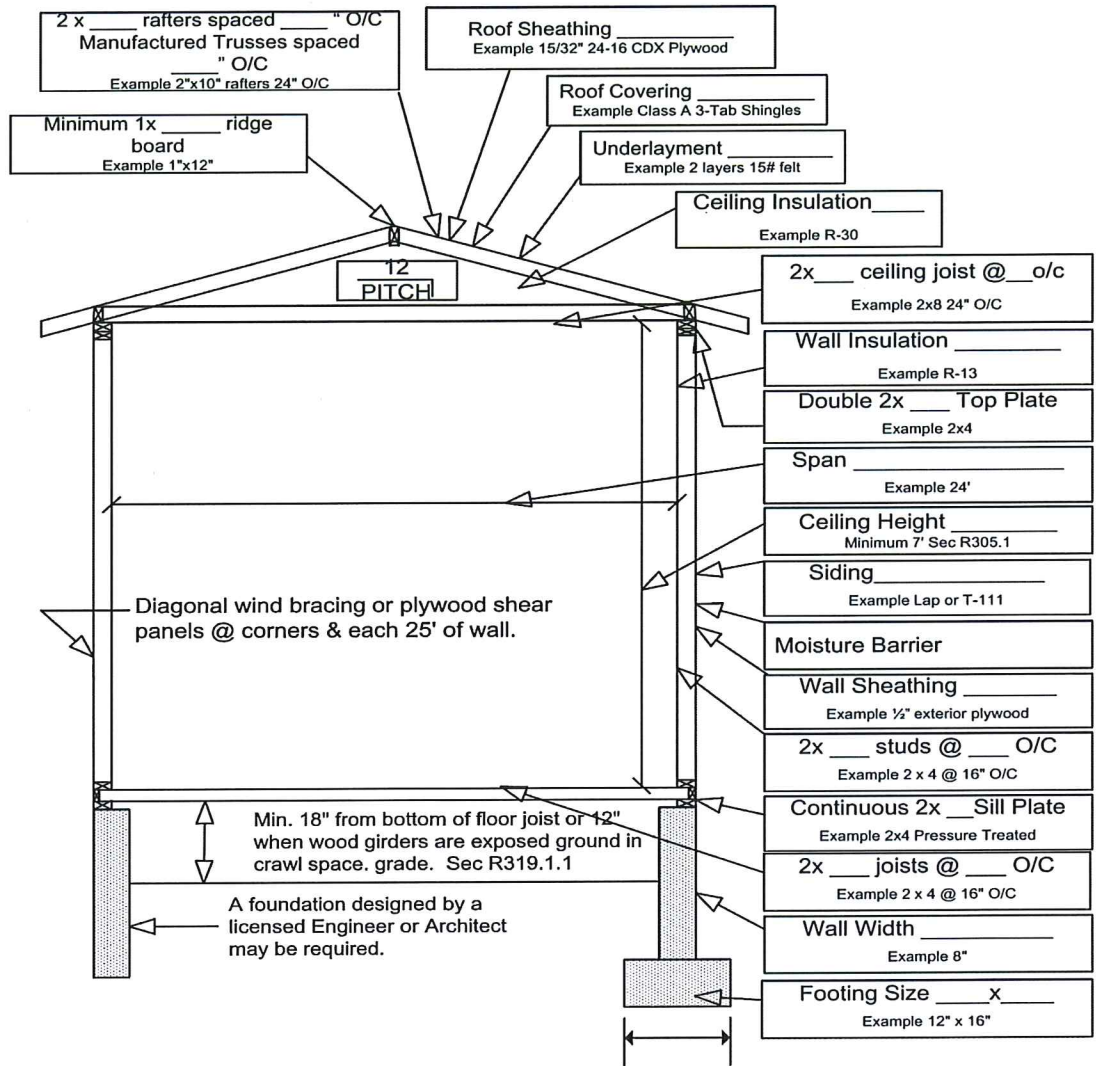 2 x ____ rafters spaced ____ " O/C
Manufactured Trusses spaced
____" O/C
Example 2"x10" rafters 24" O/C
Roof Sheathing ________
Example 15/32" 24-16 CDX Plywood
Roof Covering ________
Example Class A 3-Tab Shingles
Minimum 1x _____ ridge
board
Example 1"x12"
Underlayment ________
Example 2 layers 15# felt
Ceiling Insulation____
Example R-30
12
PITCH
2x___ ceiling joist @__o/c
Example 2x8 24" O/C
Wall Insulation ________
Example R-13
Double 2x ___ Top Plate
Example 2x4
Span ________________
Example 24'
Ceiling Height ________
Minimum 7' Sec R305.1
Siding_____________
Example Lap or T-111
Diagonal wind bracing or plywood shear
panels @ corners & each 25' of wall.
Moisture Barrier
Wall Sheathing _______
Example ½" exterior plywood
2x ___ studs @ ___ O/C
Example 2 x 4 @ 16" O/C
Continuous 2x __Sill Plate
Example 2x4 Pressure Treated
Min. 18" from bottom of floor joist or 12"
when wood girders are exposed ground in
crawl space. grade. Sec R319.1.1
2x ___ joists @ ___ O/C
Example 2 x 4 @ 16" O/C
A foundation designed by a
licensed Engineer or Architect
may be required.
Wall Width __________
Example 8"
Footing Size ____x____
Example 12" x 16"